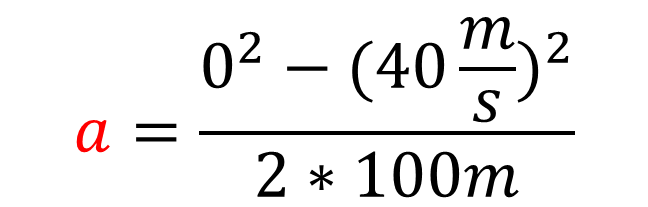 a = (0² − (40 m/s)²) / (2 * 100m)